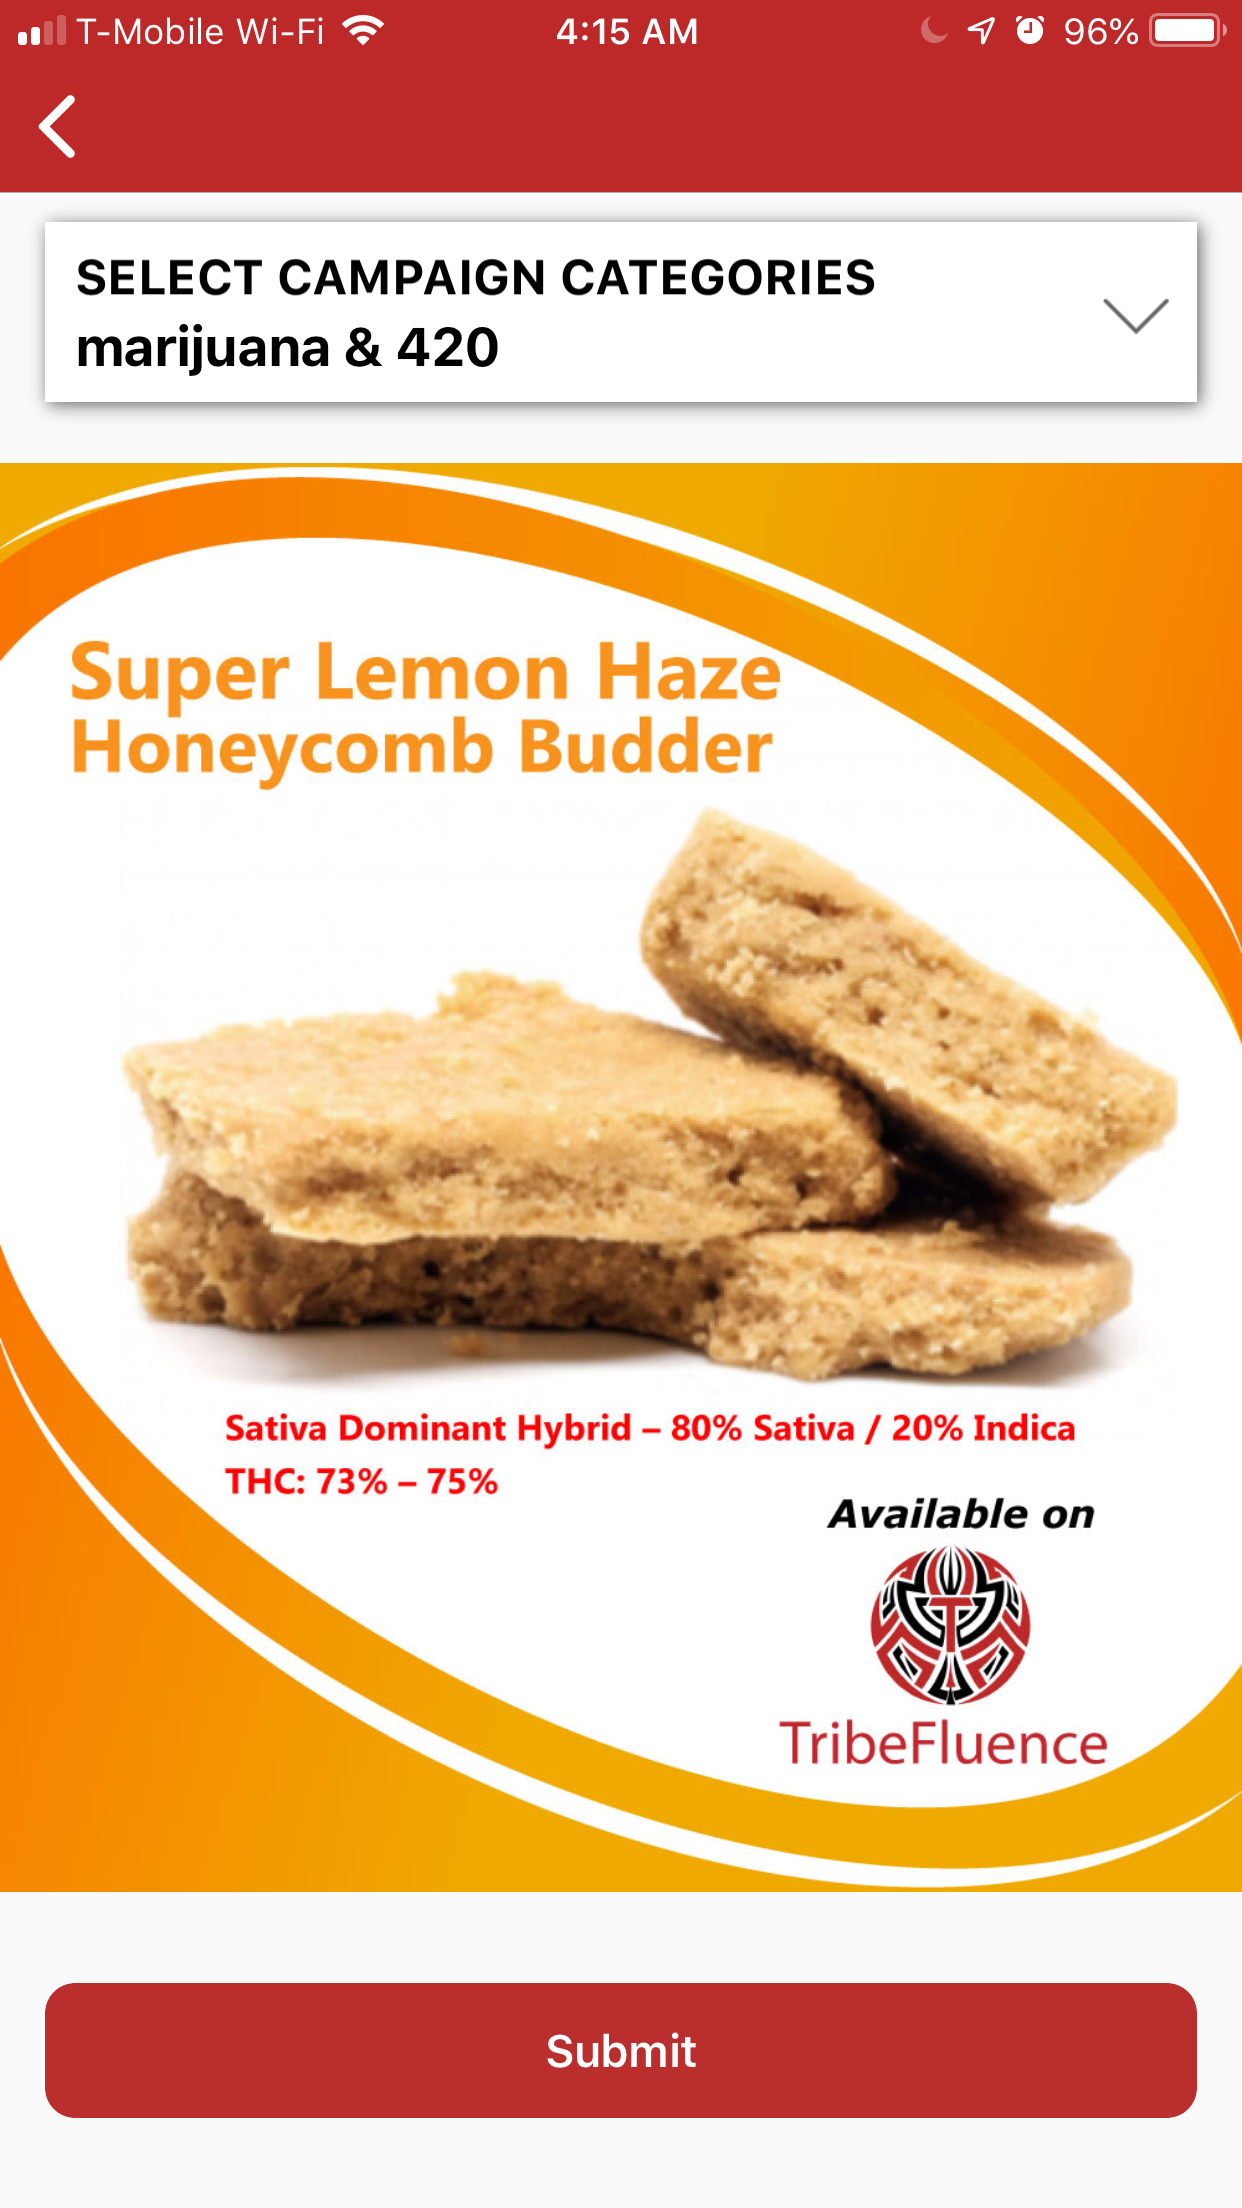 T-Mobile Wi-Fi 4:15 AM 96%
SELECT CAMPAIGN CATEGORIES
marijuana & 420
Super Lemon Haze
Honeycomb Budder
Sativa Dominant Hybrid – 80% Sativa / 20% Indica
THC: 73% – 75%
Available on
T
TribeFluence
Submit